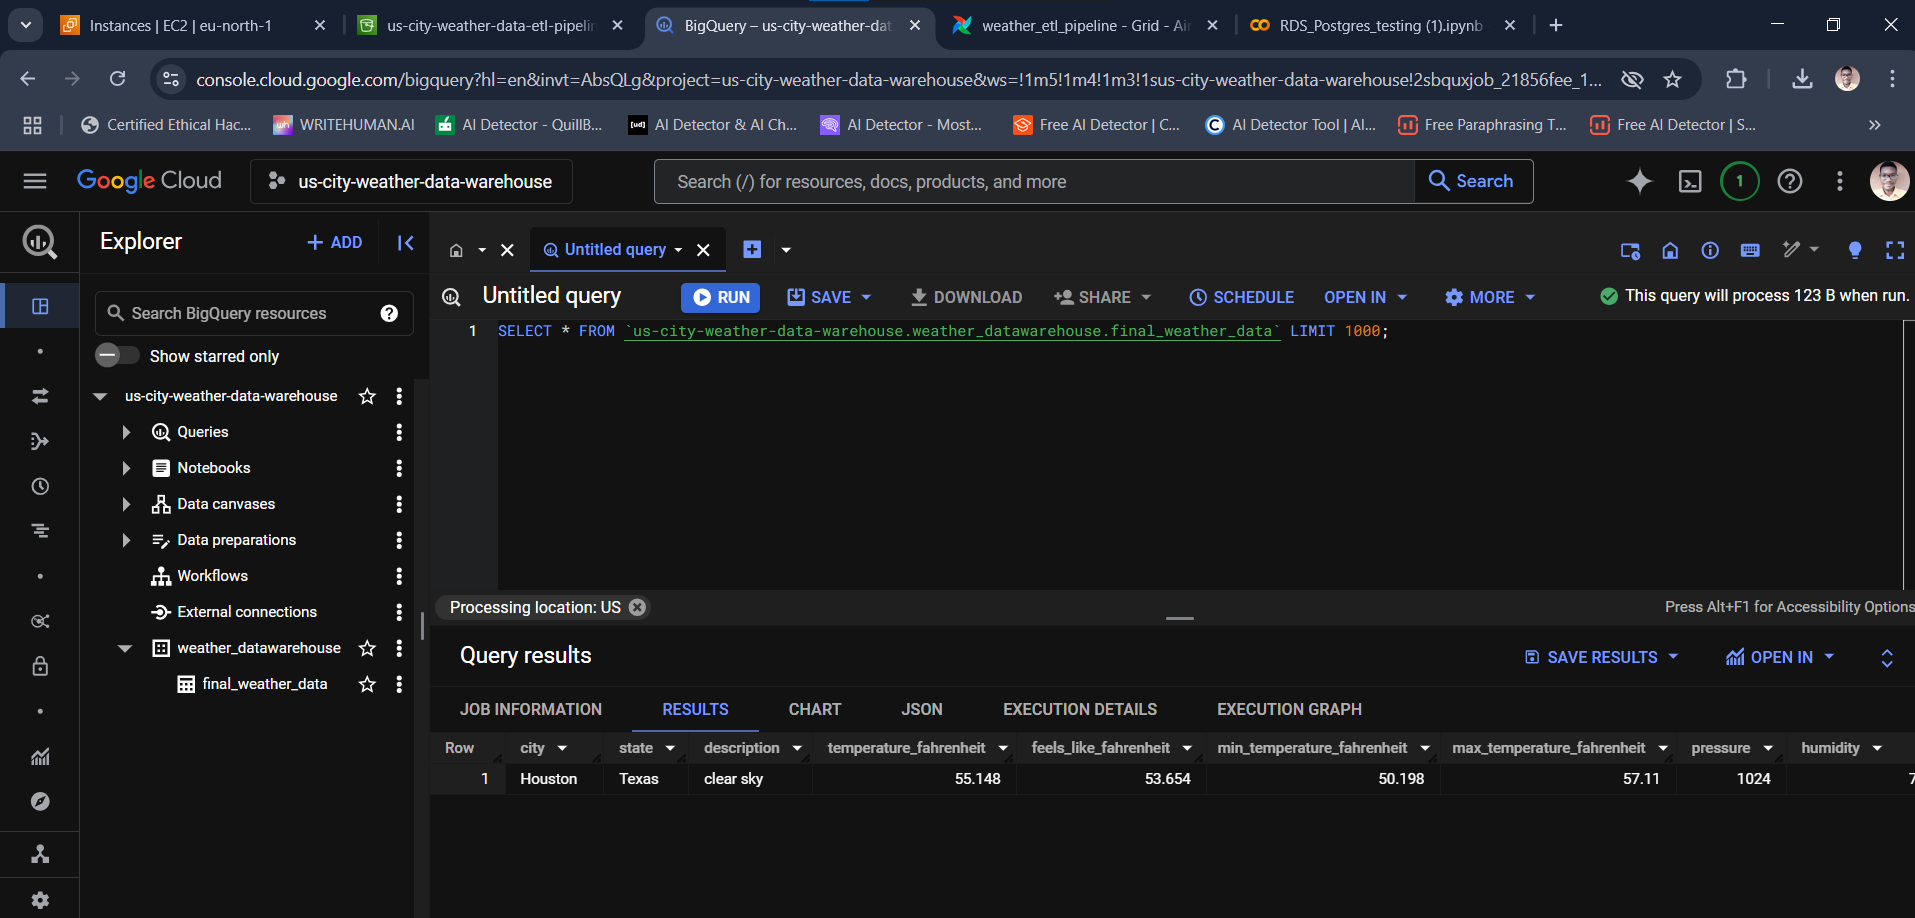 Instances | EC2 | eu-north-1
us-city-weather-data-etl-pipelin
BigQuery – us-city-weather-dat
weather_etl_pipeline - Grid - Air
RDS_Postgres_testing (1).ipynb
console.cloud.google.com/bigquery?hl=en&invt=AbsQLg&project=us-city-weather-data-warehouse&ws=!1m5!1m4!1m3!1sus-city-weather-data-warehouse!2sbquxjob_21856fee_1...
Certified Ethical Hac...
WRITEHUMAN.AI
AI Detector - QuillB...
AI Detector & AI Ch...
AI Detector - Most...
Free AI Detector | C...
AI Detector Tool | AI...
Free Paraphrasing T...
Free AI Detector | S...
Google Cloud
us-city-weather-data-warehouse
Search (/) for resources, docs, products, and more
Search
1
Explorer
+ ADD
Untitled query
Untitled query
RUN
SAVE
DOWNLOAD
SHARE
SCHEDULE
OPEN IN
MORE
This query will process 123 B when run.
Search BigQuery resources
Show starred only
us-city-weather-data-warehouse
Queries
Notebooks
Data canvases
Data preparations
Workflows
External connections
weather_datawarehouse
final_weather_data
1 SELECT * FROM `us-city-weather-data-warehouse.weather_datawarehouse.final_weather_data` LIMIT 1000;
Processing location: US
Press Alt+F1 for Accessibility Options
Query results
SAVE RESULTS
OPEN IN
JOB INFORMATION RESULTS CHART JSON EXECUTION DETAILS EXECUTION GRAPH
Row city state description temperature_fahrenheit feels_like_fahrenheit min_temperature_fahrenheit max_temperature_fahrenheit pressure humidity
1 Houston Texas clear sky 55.148 53.654 50.198 57.11 1024